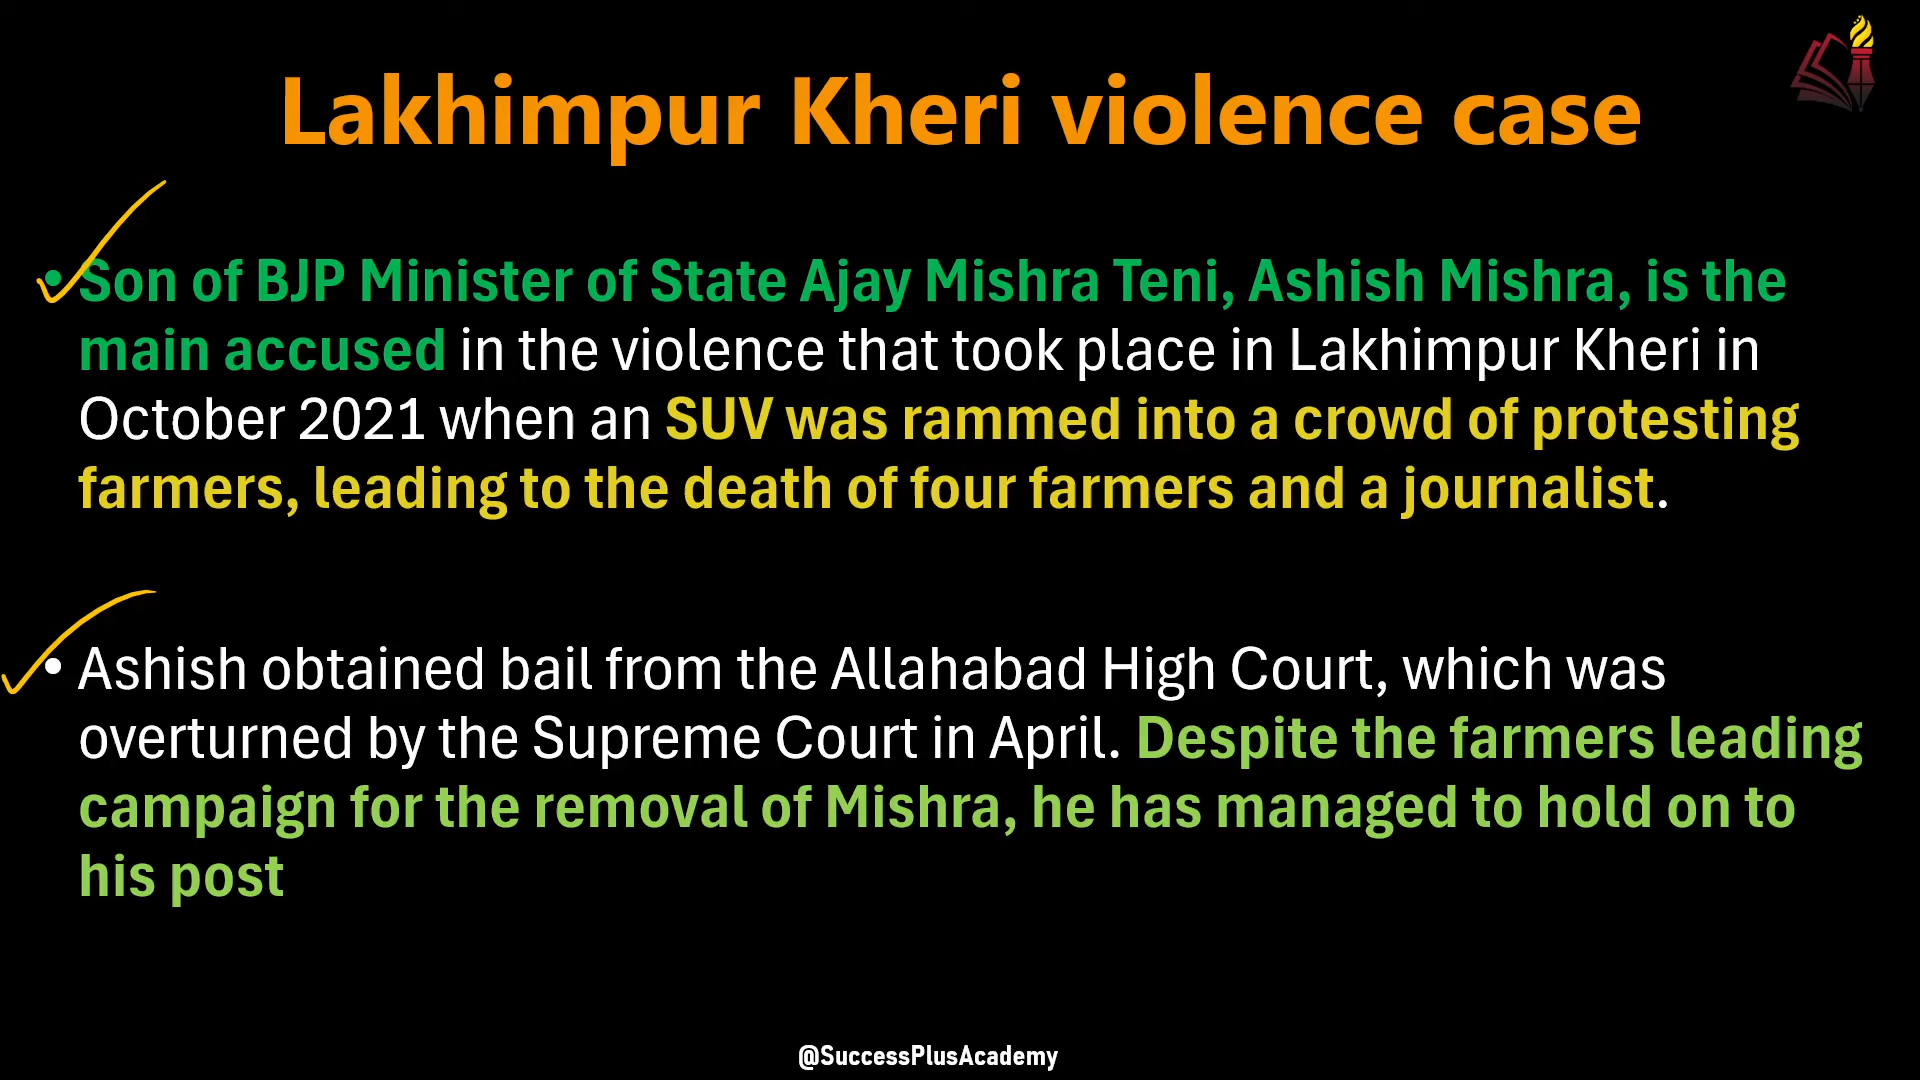 Lakhimpur Kheri violence case
• Son of BJP Minister of State Ajay Mishra Teni, Ashish Mishra, is the
main accused in the violence that took place in Lakhimpur Kheri in
October 2021 when an SUV was rammed into a crowd of protesting
farmers, leading to the death of four farmers and a journalist.
• Ashish obtained bail from the Allahabad High Court, which was
overturned by the Supreme Court in April. Despite the farmers leading
campaign for the removal of Mishra, he has managed to hold on to
his post
@SuccessPlusAcademy